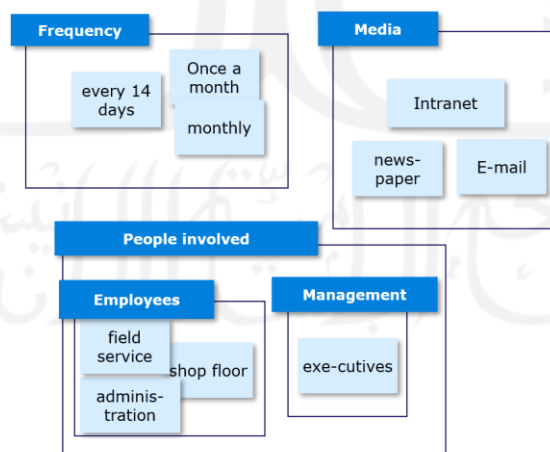 Frequency
every 14
days
Once a
month
monthly
Media
Intranet
news-
paper
E-mail
People involved
Employees
field
service
shop floor
adminis-
tration
Management
exe-cutives